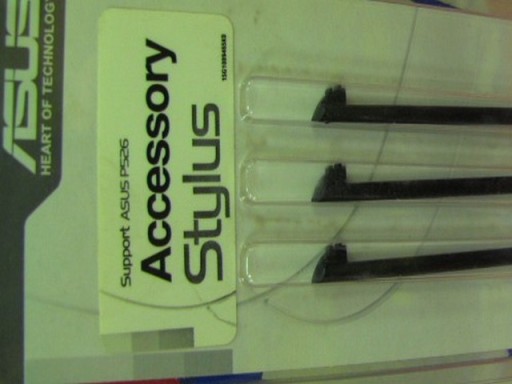 ASUS
HEART OF TECHNOLOGY
Support ASUS P526
Accessory
Stylus